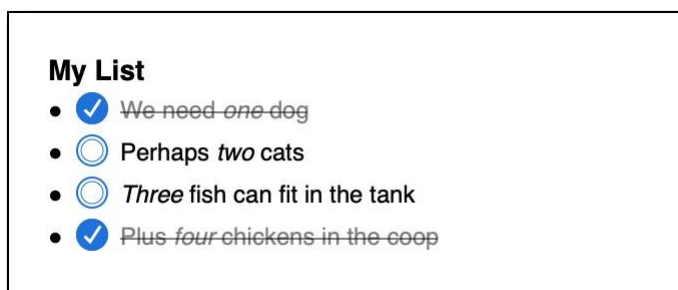 My List
We need one dog
Perhaps two cats
Three fish can fit in the tank
Plus four chickens in the coop